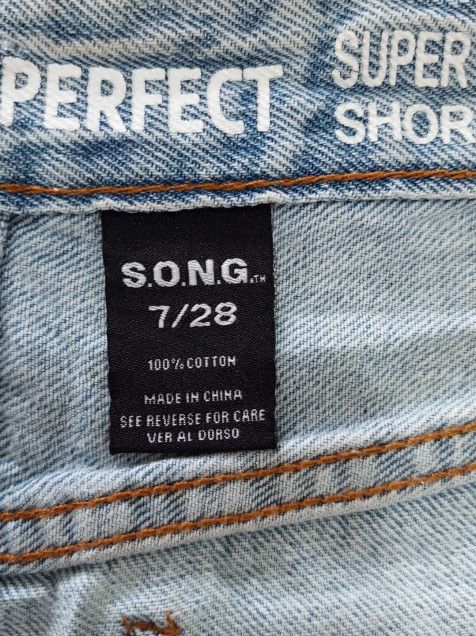 PERFECT
SUPER
SHOR
S.O.N.G.™
7/28
100% COTTON
MADE IN CHINA
SEE REVERSE FOR CARE
VER AL DORSO